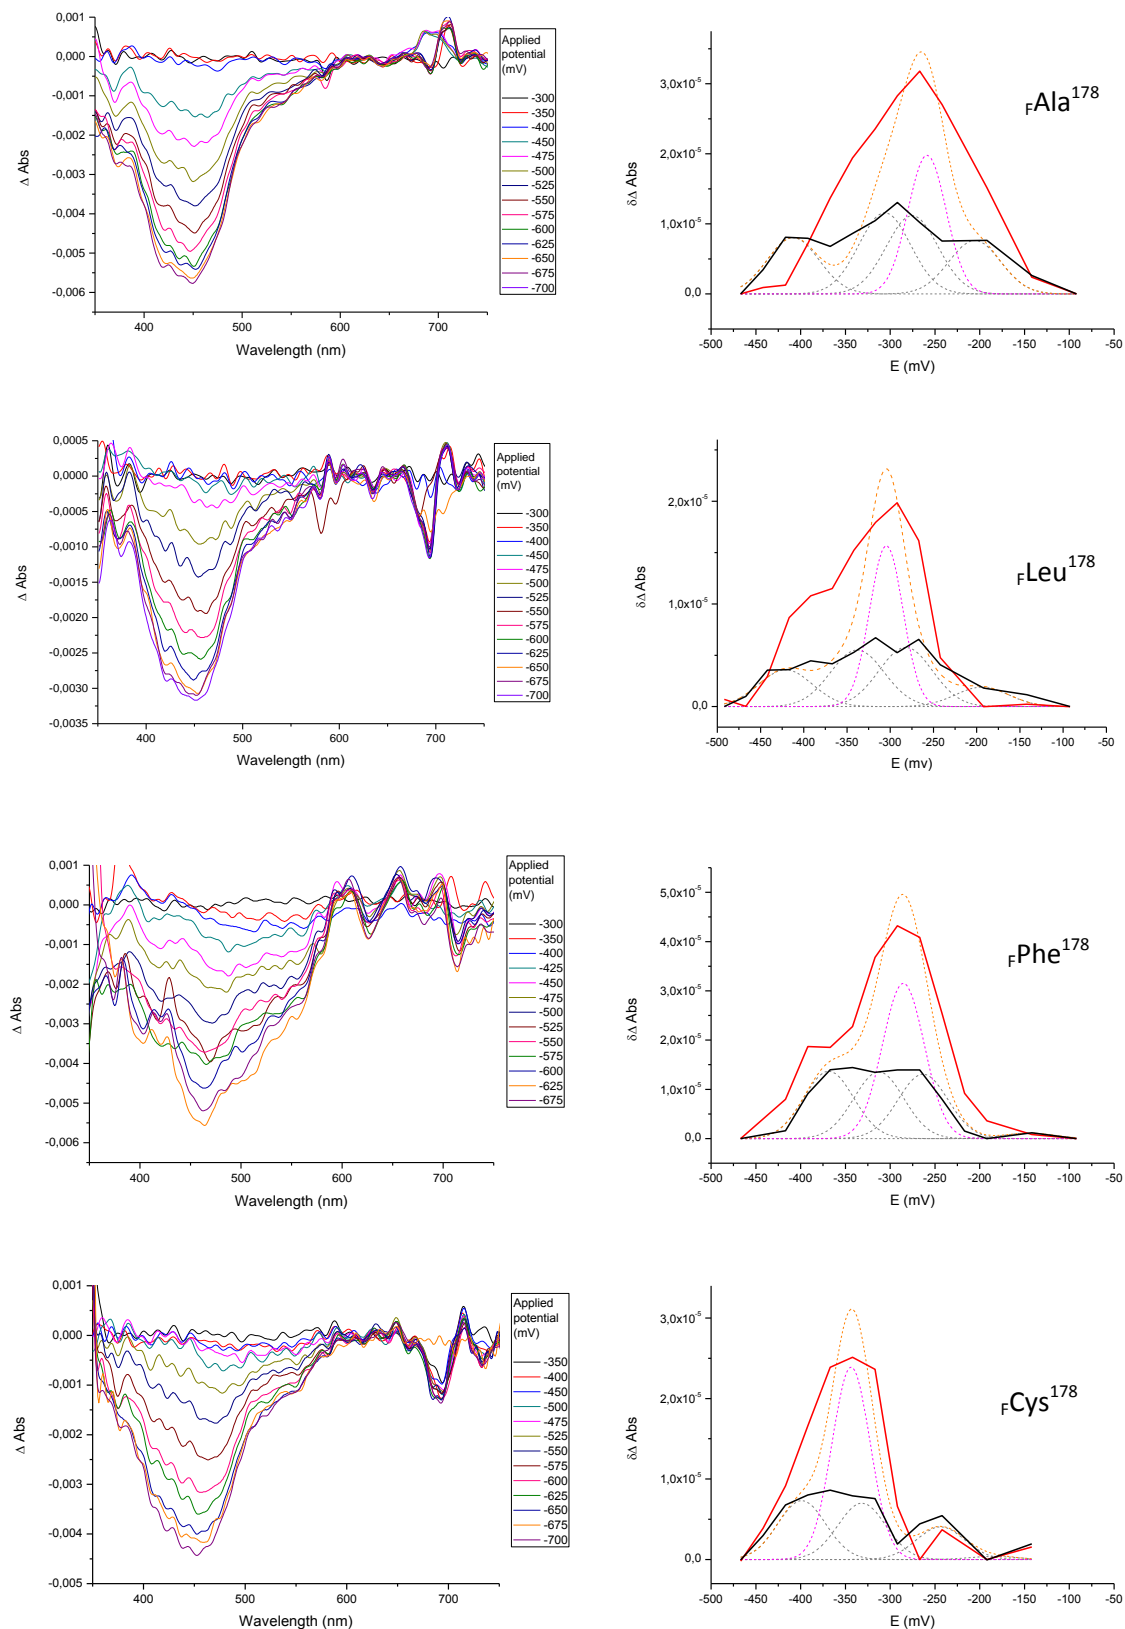 0,001
0,000
-0,001
-0,002
-0,003
-0,004
-0,005
-0,006
Δ Abs
400 500 600 700
Wavelength (nm)
Applied
potential
(mV)
-300
-350
-400
-450
-475
-500
-525
-550
-575
-600
-625
-650
-675
-700
3,0x10⁻⁵
2,0x10⁻⁵
1,0x10⁻⁵
0,0
δΔ Abs
-500 -450 -400 -350 -300 -250 -200 -150 -100 -50
E (mV)
FAla¹⁷⁸
0,0005
0,0000
-0,0005
-0,0010
-0,0015
-0,0020
-0,0025
-0,0030
-0,0035
Δ Abs
400 500 600 700
Wavelength (nm)
Applied
potential
(mV)
-300
-350
-400
-450
-475
-500
-525
-550
-575
-600
-625
-650
-675
-700
2,0x10⁻⁵
1,0x10⁻⁵
0,0
δΔ Abs
-500 -450 -400 -350 -300 -250 -200 -150 -100 -50
E (mv)
FLeu¹⁷⁸
0,001
0,000
-0,001
-0,002
-0,003
-0,004
-0,005
-0,006
Δ Abs
400 500 600 700
Wavelength (nm)
Applied
potential
(mV)
-300
-350
-400
-425
-450
-475
-500
-525
-550
-575
-600
-625
-675
5,0x10⁻⁵
4,0x10⁻⁵
3,0x10⁻⁵
2,0x10⁻⁵
1,0x10⁻⁵
0,0
δΔ Abs
-500 -450 -400 -350 -300 -250 -200 -150 -100 -50
E (mV)
FPhe¹⁷⁸
0,001
0,000
-0,001
-0,002
-0,003
-0,004
-0,005
Δ Abs
400 500 600 700
Wavelength (nm)
Applied
potential
(mV)
-350
-400
-450
-500
-475
-525
-550
-575
-600
-625
-650
-675
-700
3,0x10⁻⁵
2,0x10⁻⁵
1,0x10⁻⁵
0,0
δΔ Abs
-500 -450 -400 -350 -300 -250 -200 -150 -100 -50
E (mV)
FCys¹⁷⁸